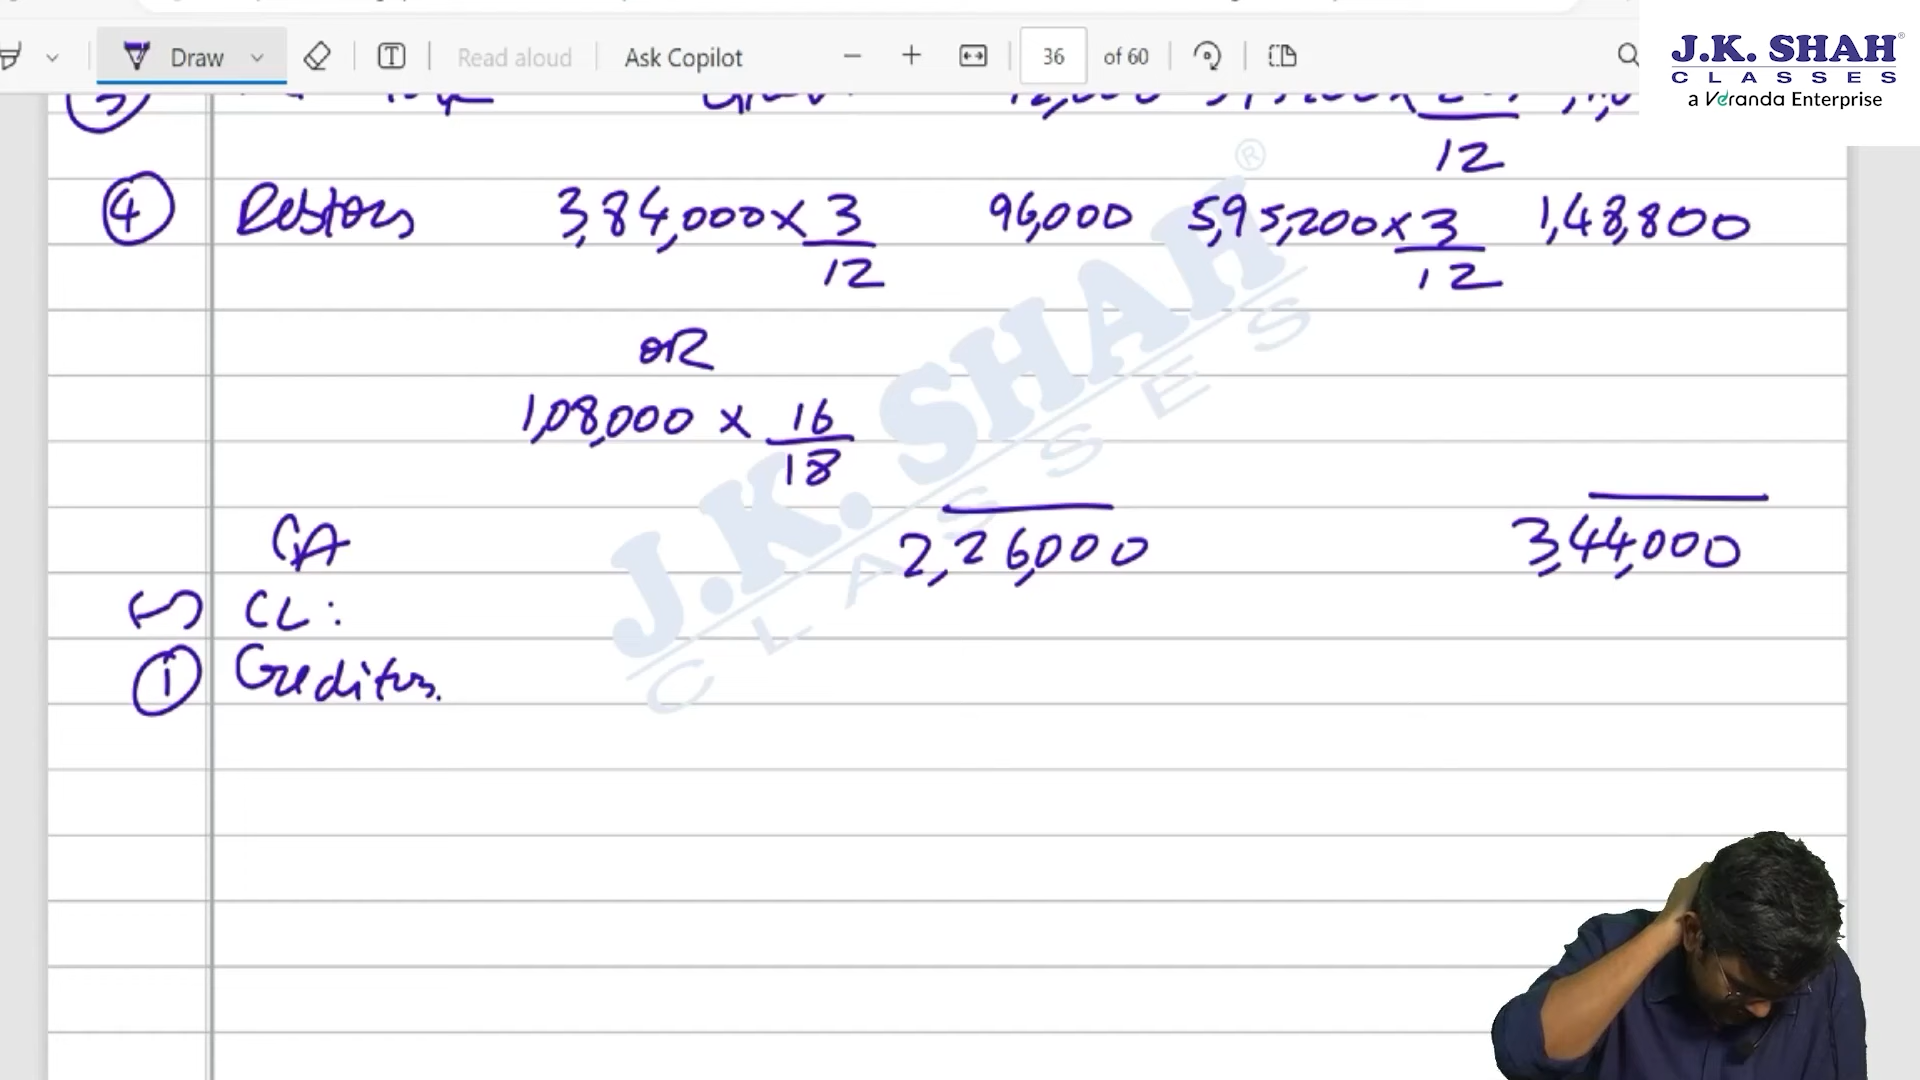 Draw
Read aloud
Ask Copilot
36 of 60
J.K. SHAH®
CLASSES
a Veranda Enterprise
12
④ Debtors 3,84,000 × 3/12 96,000 5,95,200 × 3/12 1,48,800
OR
1,08,000 × 16/18
CA 2,26,000 3,44,000
(-) CL :
① Creditors.
J.K. SHAH ®
CLASSES